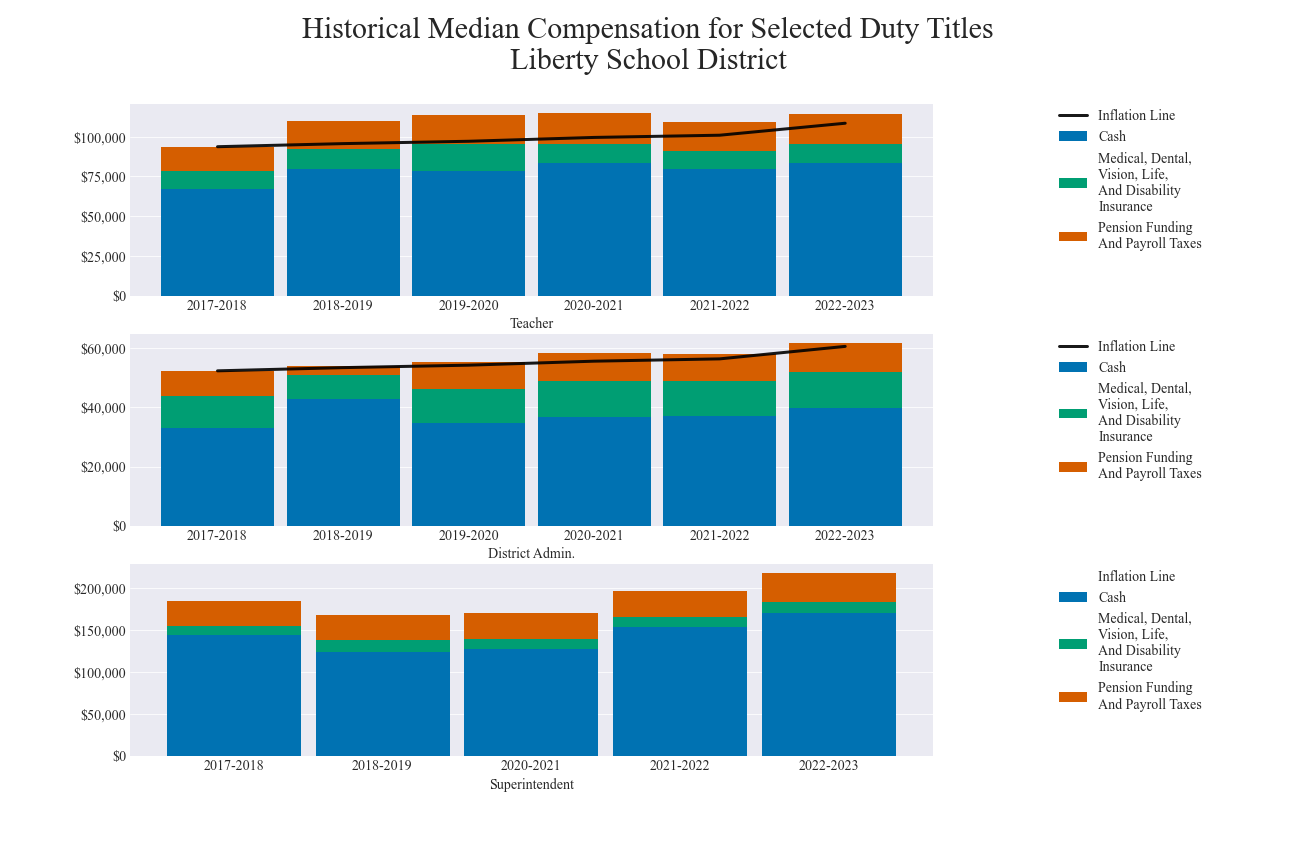 Historical Median Compensation for Selected Duty Titles
Liberty School District
$100,000
$75,000
$50,000
$25,000
$0
2017-2018 2018-2019 2019-2020 2020-2021 2021-2022 2022-2023
Teacher
Inflation Line
Cash
Medical, Dental,
Vision, Life,
And Disability
Insurance
Pension Funding
And Payroll Taxes
$60,000
$40,000
$20,000
$0
2017-2018 2018-2019 2019-2020 2020-2021 2021-2022 2022-2023
District Admin.
Inflation Line
Cash
Medical, Dental,
Vision, Life,
And Disability
Insurance
Pension Funding
And Payroll Taxes
$200,000
$150,000
$100,000
$50,000
$0
2017-2018 2018-2019 2020-2021 2021-2022 2022-2023
Superintendent
Inflation Line
Cash
Medical, Dental,
Vision, Life,
And Disability
Insurance
Pension Funding
And Payroll Taxes